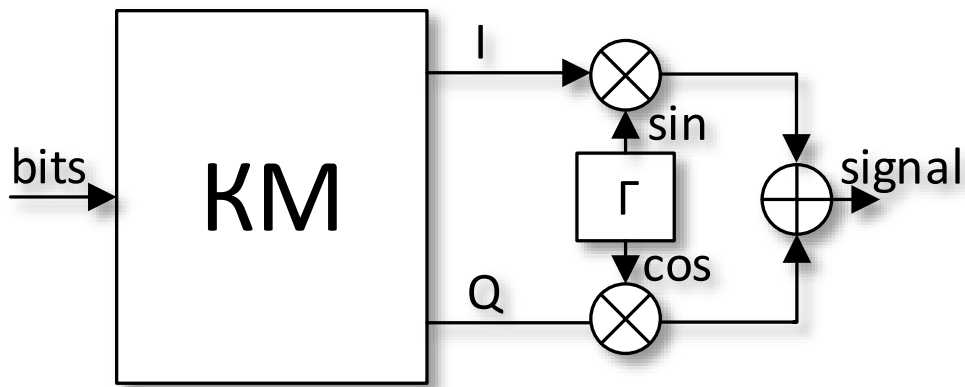 I
sin
bits
КМ
Г
signal
cos
Q